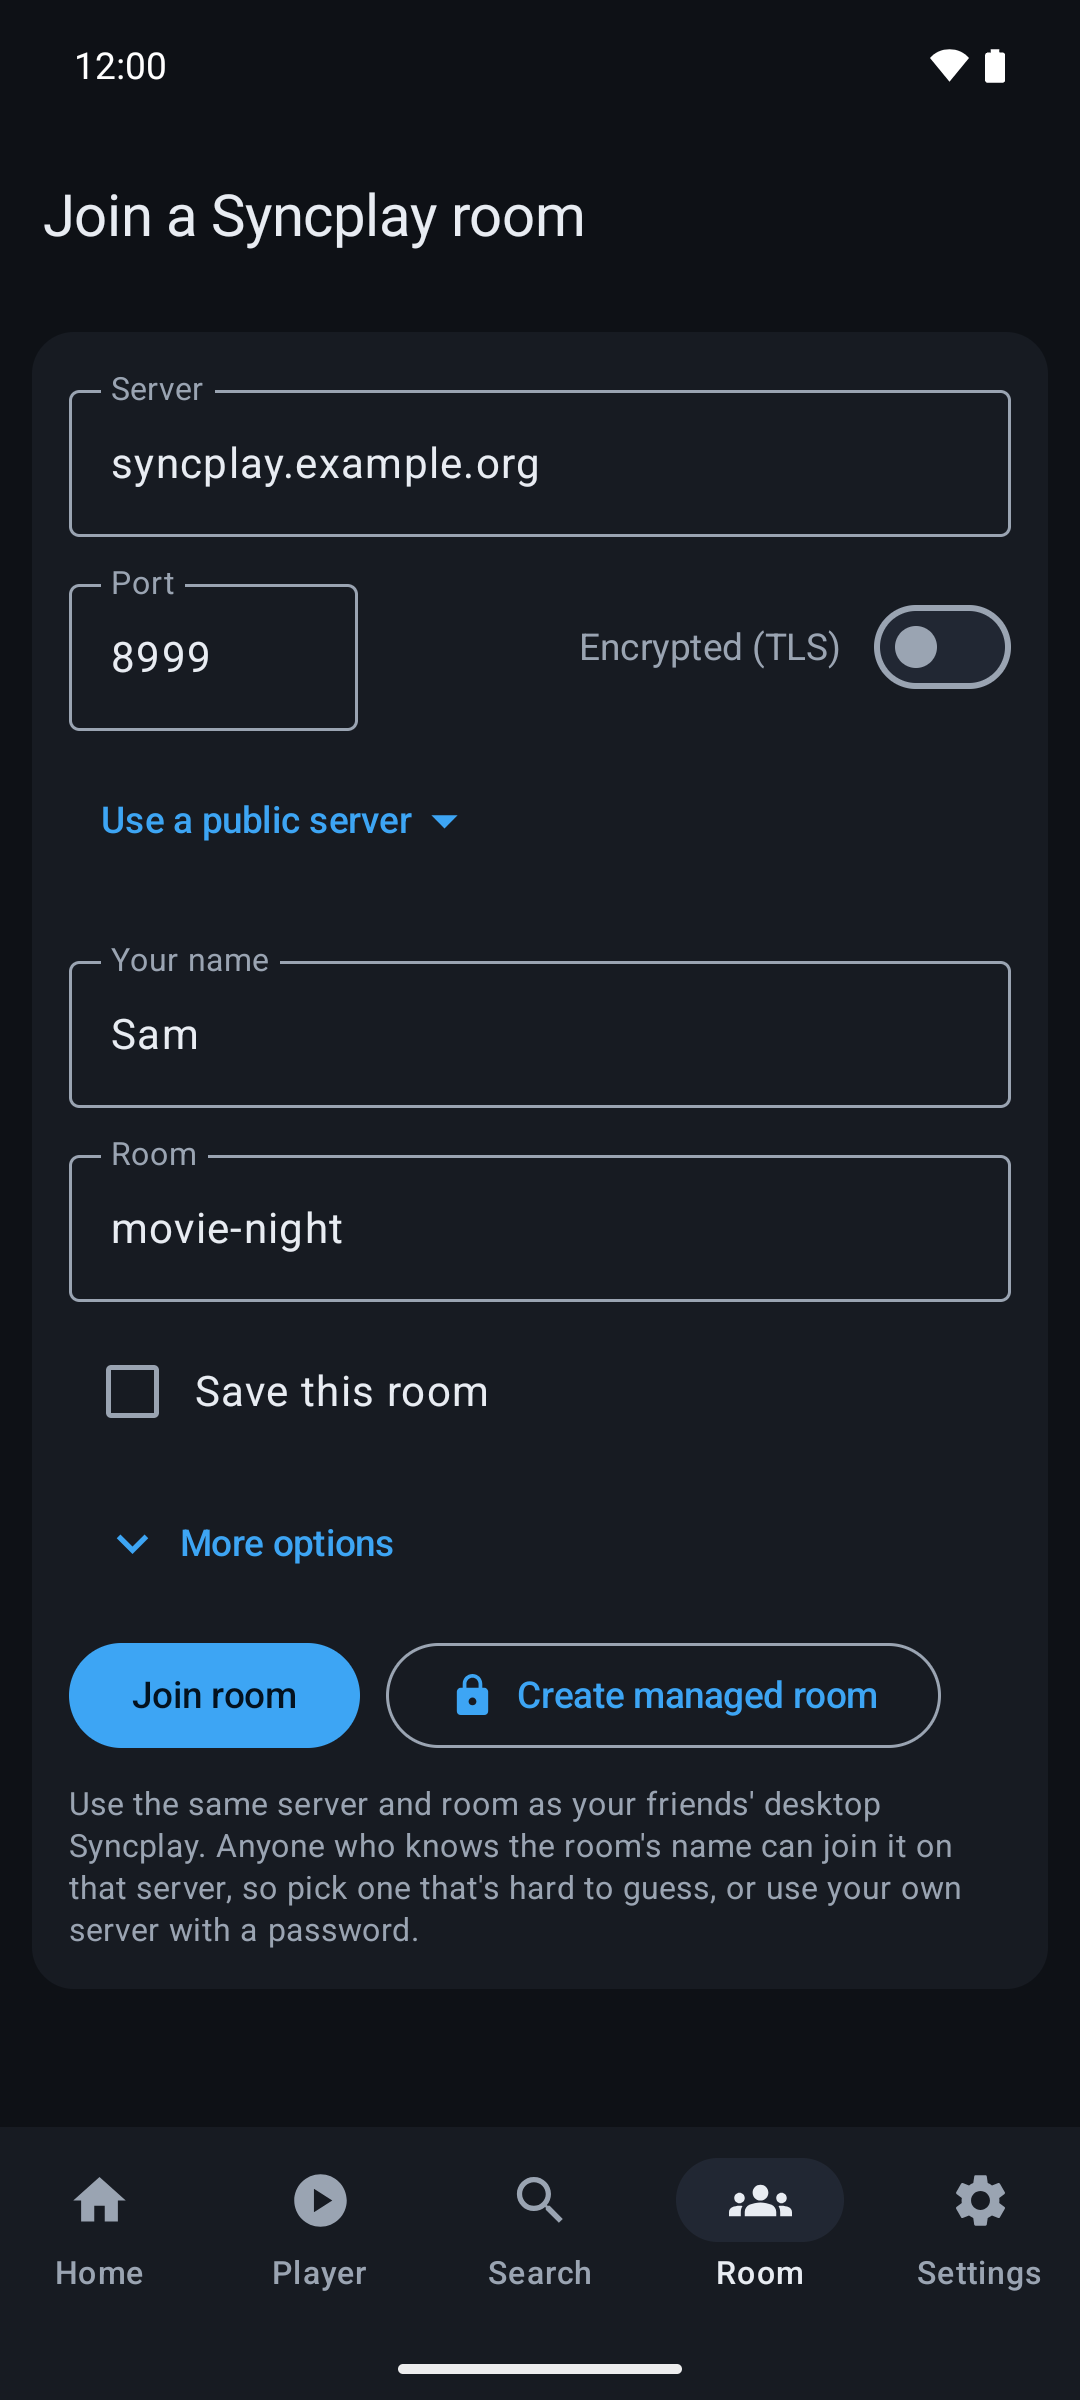 12:00
Join a Syncplay room
Server
syncplay.example.org
Port
8999
Encrypted (TLS)
Use a public server
Your name
Sam
Room
movie-night
Save this room
More options
Join room
Create managed room
Use the same server and room as your friends' desktop
Syncplay. Anyone who knows the room's name can join it on
that server, so pick one that's hard to guess, or use your own
server with a password.
Home
Player
Search
Room
Settings